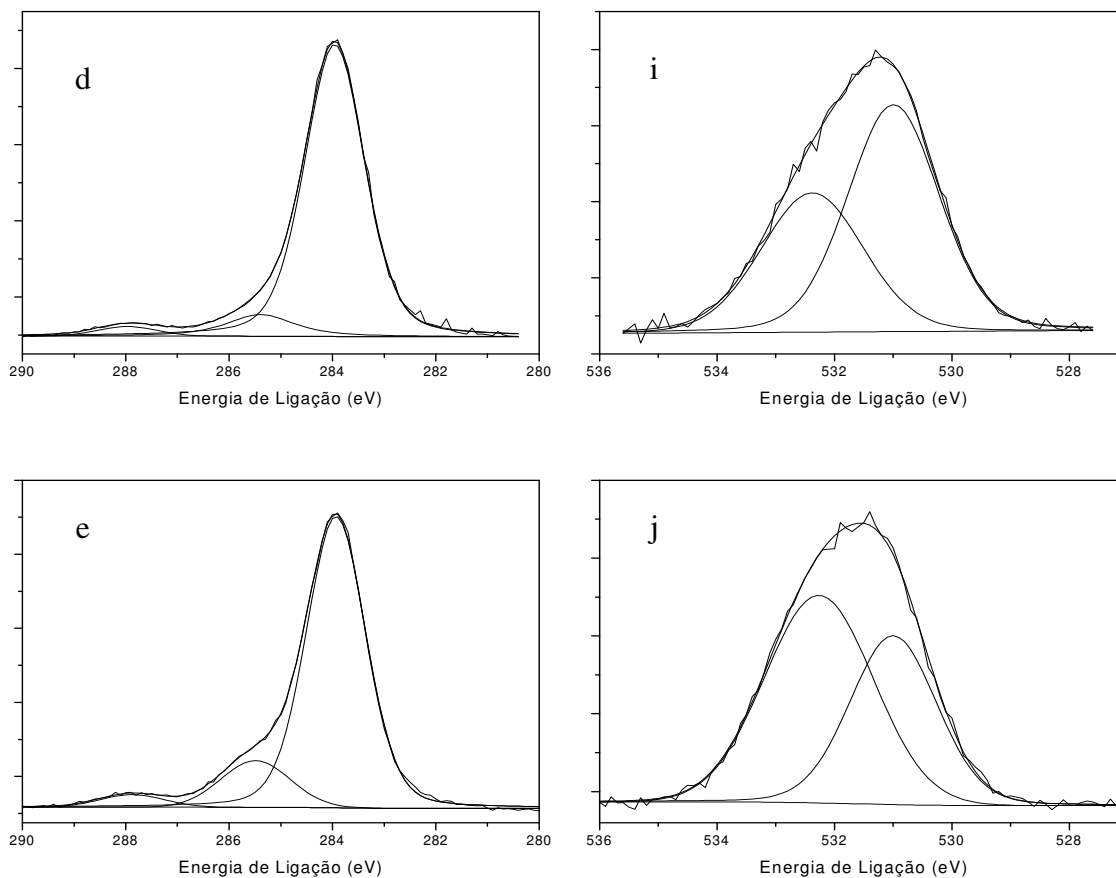 d
290 288 286 284 282 280
Energia de Ligação (eV)
i
536 534 532 530 528
Energia de Ligação (eV)
e
290 288 286 284 282 280
Energia de Ligação (eV)
j
536 534 532 530 528
Energia de Ligação (eV)